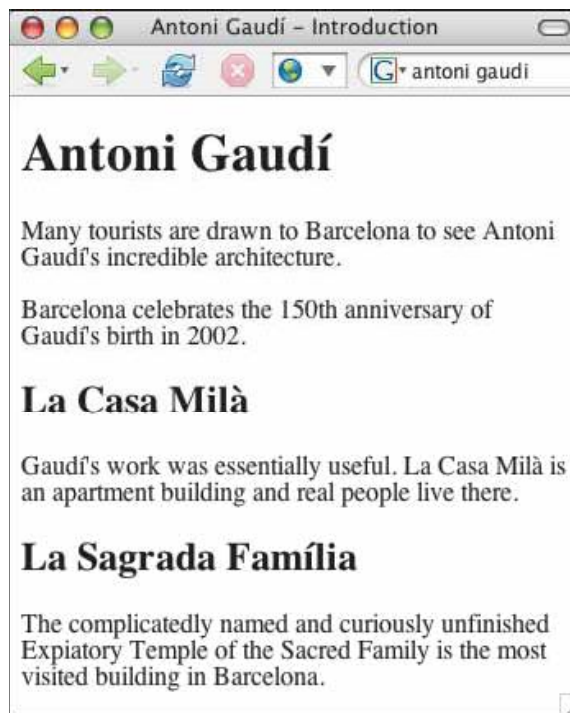 Antoni Gaudí – Introduction
G antoni gaudi
Antoni Gaudí
Many tourists are drawn to Barcelona to see Antoni
Gaudí's incredible architecture.
Barcelona celebrates the 150th anniversary of
Gaudí's birth in 2002.
La Casa Milà
Gaudí's work was essentially useful. La Casa Milà is
an apartment building and real people live there.
La Sagrada Família
The complicatedly named and curiously unfinished
Expiatory Temple of the Sacred Family is the most
visited building in Barcelona.